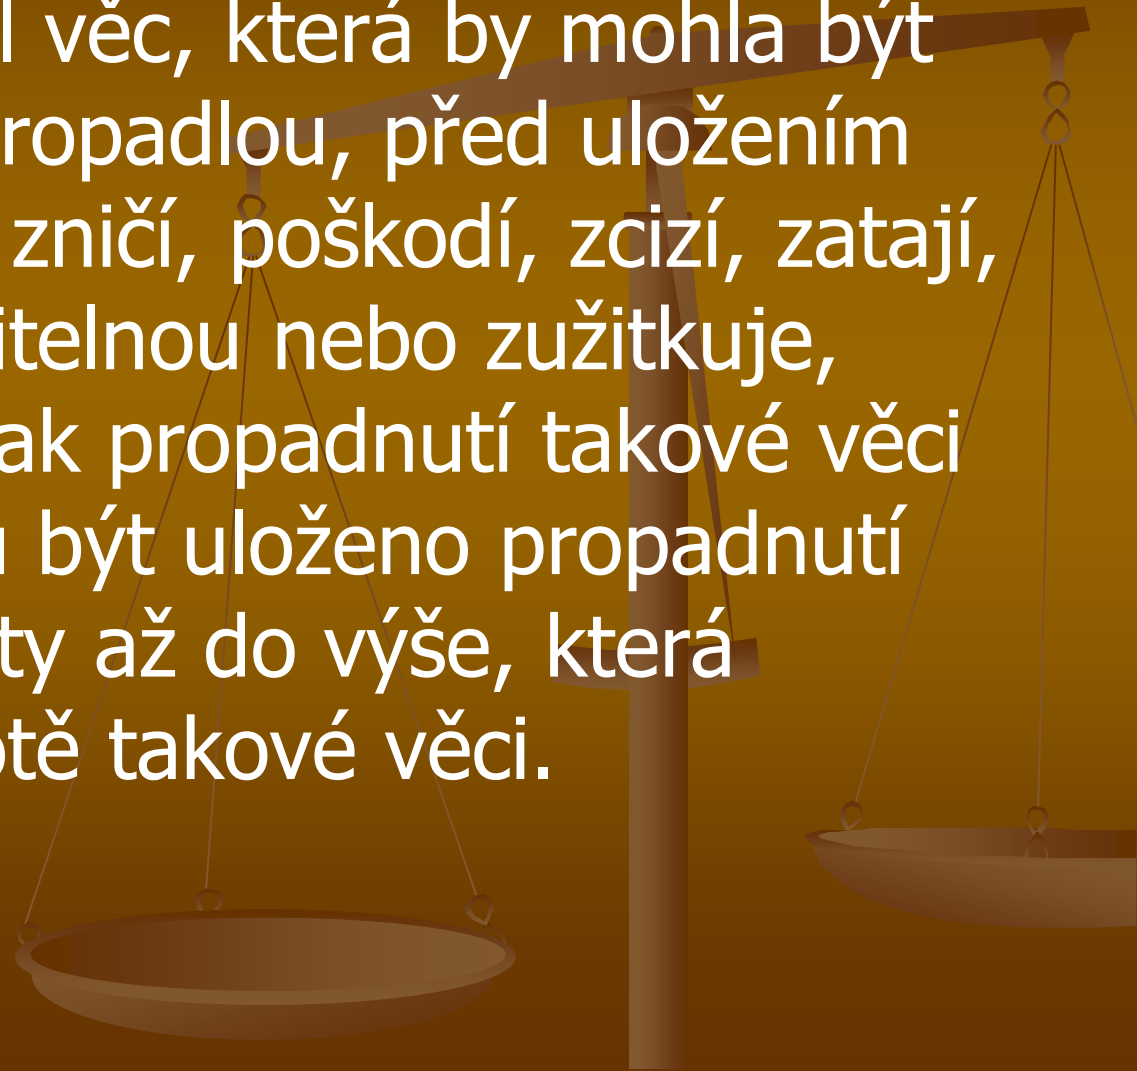 l věc, která by mohla být
ropadlou, před uložením
zničí, poškodí, zcizí, zatají,
itelnou nebo zužitkuje,
ak propadnutí takové věci
být uloženo propadnutí
ty až do výše, která
otě takové věci.